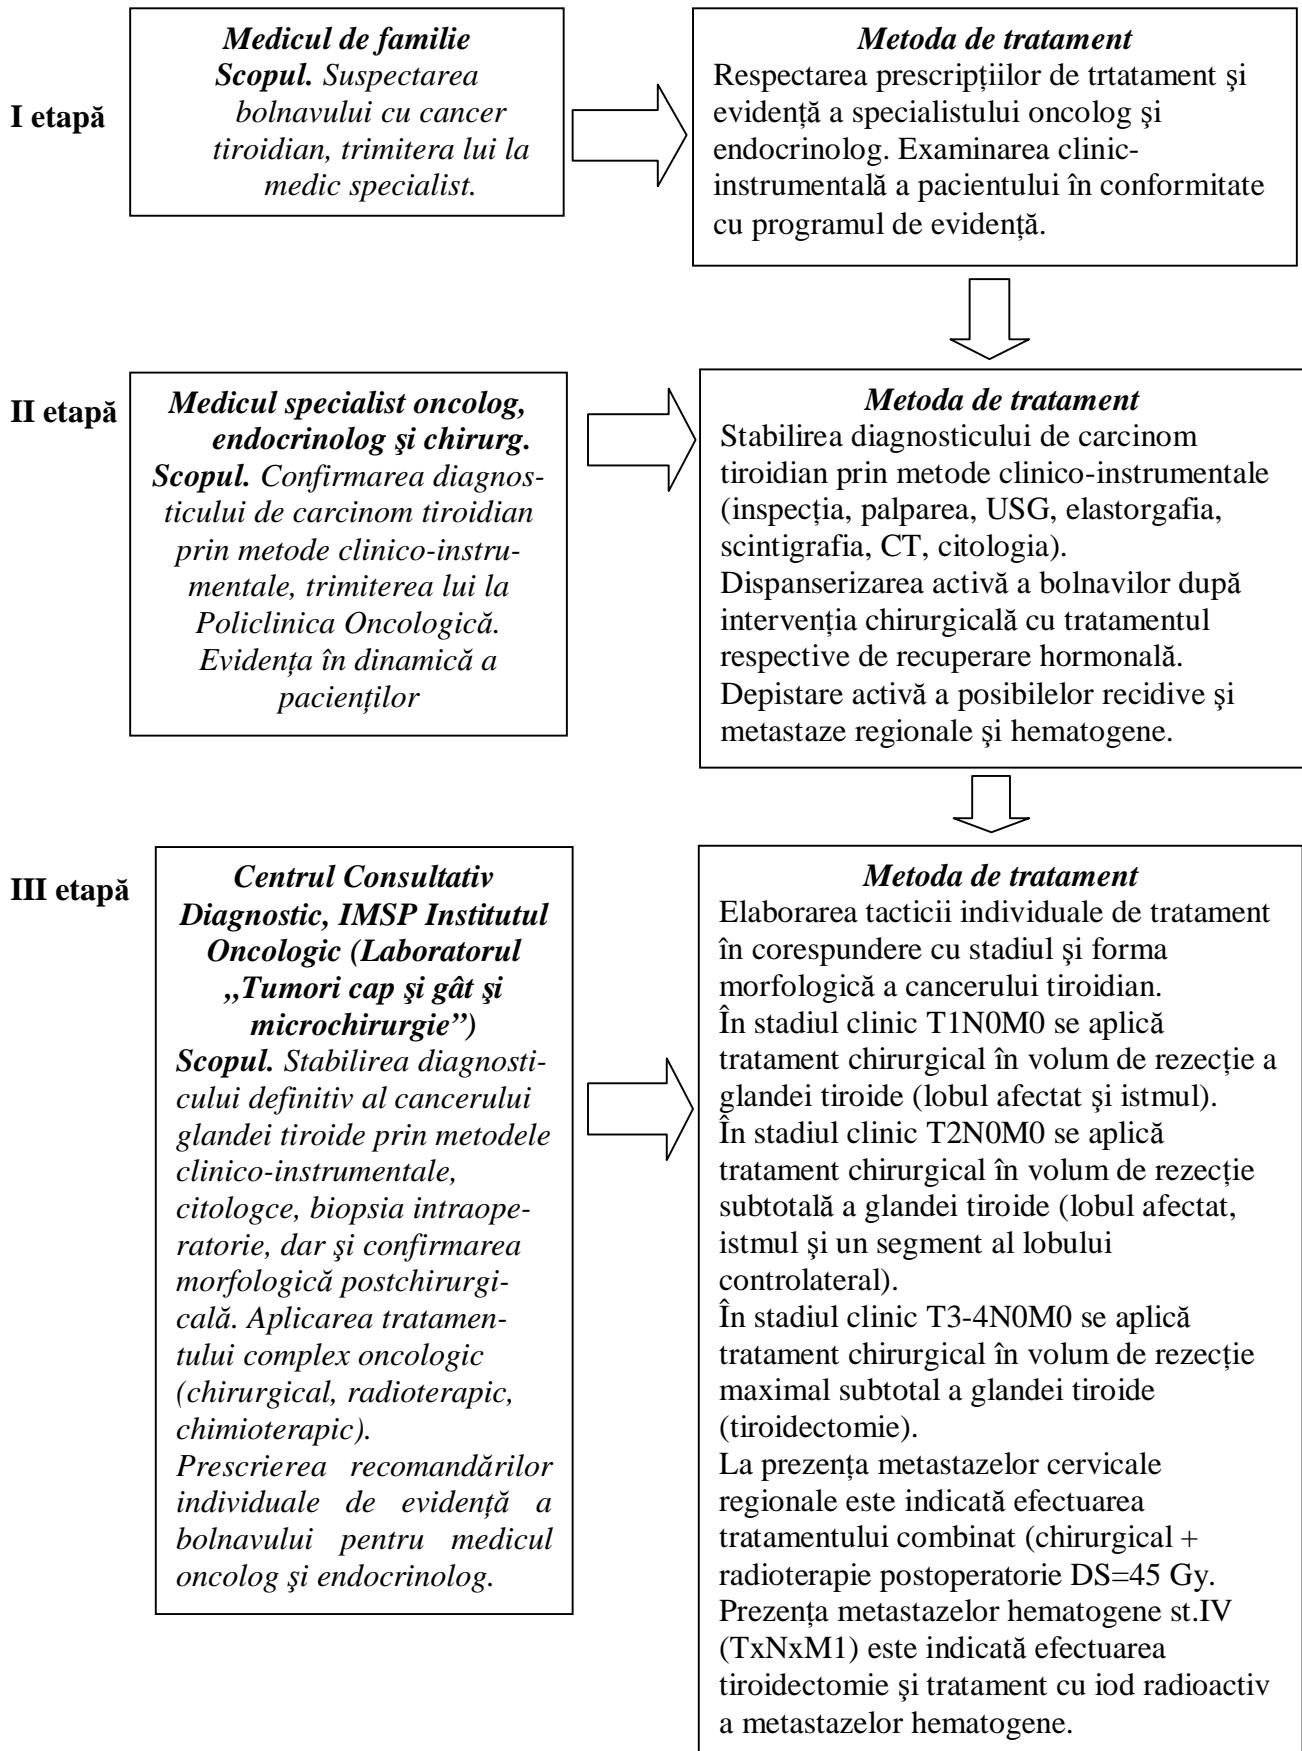 I etapă
Medicul de familie
Scopul. Suspectarea
bolnavului cu cancer
tiroidian, trimitera lui la
medic specialist.
Metoda de tratament
Respectarea prescripțiilor de trtatament şi
evidență a specialistului oncolog şi
endocrinolog. Examinarea clinic-
instrumentală a pacientului în conformitate
cu programul de evidență.
II etapă
Medicul specialist oncolog,
endocrinolog şi chirurg.
Scopul. Confirmarea diagnos-
ticului de carcinom tiroidian
prin metode clinico-instru-
mentale, trimiterea lui la
Policlinica Oncologică.
Evidența în dinamică a
pacienților
Metoda de tratament
Stabilirea diagnosticului de carcinom
tiroidian prin metode clinico-instrumentale
(inspecția, palparea, USG, elastorgafia,
scintigrafia, CT, citologia).
Dispanserizarea activă a bolnavilor după
intervenția chirurgicală cu tratamentul
respective de recuperare hormonală.
Depistare activă a posibilelor recidive şi
metastaze regionale şi hematogene.
III etapă
Centrul Consultativ
Diagnostic, IMSP Institutul
Oncologic (Laboratorul
„Tumori cap şi gât şi
microchirurgie”)
Scopul. Stabilirea diagnosti-
cului definitiv al cancerului
glandei tiroide prin metodele
clinico-instrumentale,
citologce, biopsia intraope-
ratorie, dar şi confirmarea
morfologică postchirurgi-
cală. Aplicarea tratamen-
tului complex oncologic
(chirurgical, radioterapic,
chimioterapic).
Prescrierea recomandărilor
individuale de evidență a
bolnavului pentru medicul
oncolog şi endocrinolog.
Metoda de tratament
Elaborarea tacticii individuale de tratament
în corespundere cu stadiul şi forma
morfologică a cancerului tiroidian.
În stadiul clinic T1N0M0 se aplică
tratament chirurgical în volum de rezecție a
glandei tiroide (lobul afectat şi istmul).
În stadiul clinic T2N0M0 se aplică
tratament chirurgical în volum de rezecție
subtotală a glandei tiroide (lobul afectat,
istmul şi un segment al lobului
controlateral).
În stadiul clinic T3-4N0M0 se aplică
tratament chirurgical în volum de rezecție
maximal subtotal a glandei tiroide
(tiroidectomie).
La prezența metastazelor cervicale
regionale este indicată efectuarea
tratamentului combinat (chirurgical +
radioterapie postoperatorie DS=45 Gy.
Prezența metastazelor hematogene st.IV
(TxNxM1) este indicată efectuarea
tiroidectomie şi tratament cu iod radioactiv
a metastazelor hematogene.